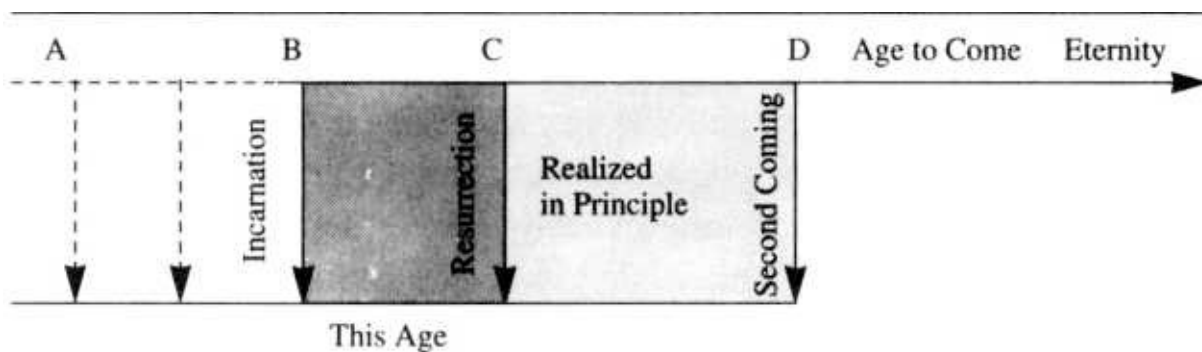 A B C D Age to Come Eternity
Incarnation
Resurrection
Realized
in Principle
Second Coming
This Age